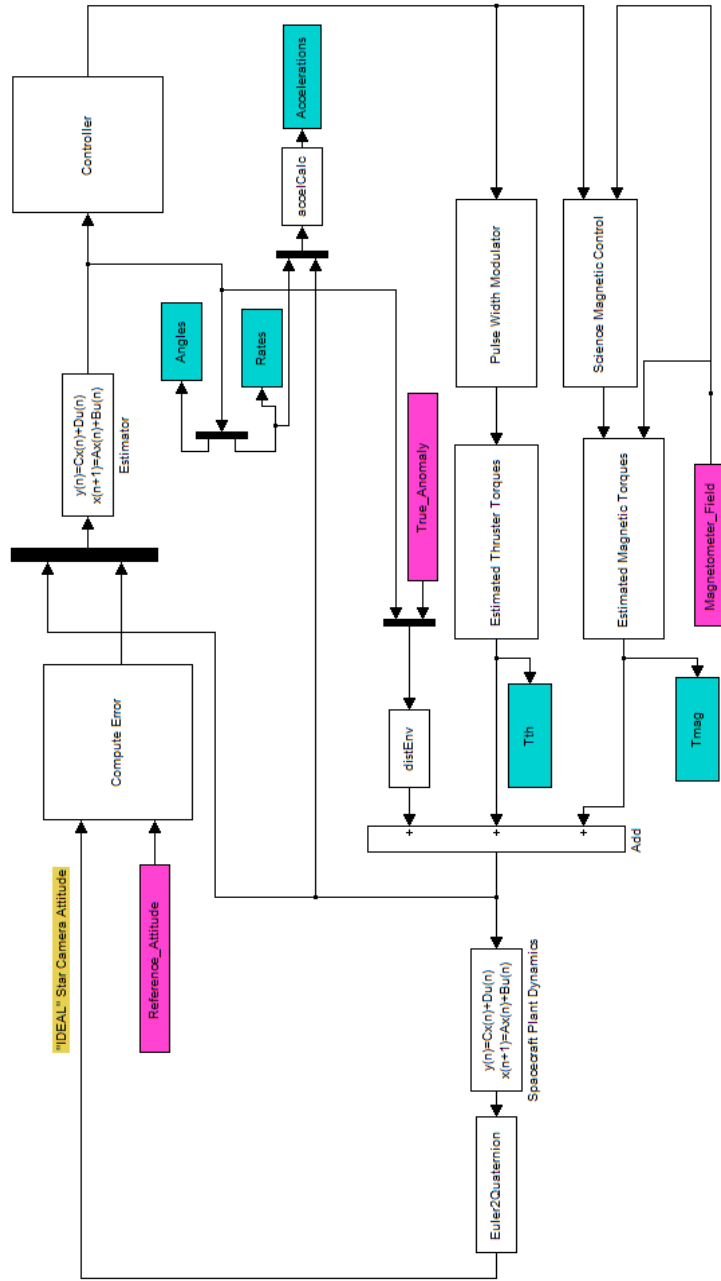 "IDEAL" Star Camera Attitude
Reference_Attitude
Compute Error
y(n)=Cx(n)+Du(n)
x(n+1)=Ax(n)+Bu(n)
Estimator
Controller
Angles
Rates
accelCalc
Accelerations
Euler2Quaternion
y(n)=Cx(n)+Du(n)
x(n+1)=Ax(n)+Bu(n)
Spacecraft Plant Dynamics
+
+
+
Add
distEnv
True_Anomaly
Tth
Estimated Thruster Torques
Pulse Width Modulator
Tmag
Estimated Magnetic Torques
Science Magnetic Control
Magnetometer_Field